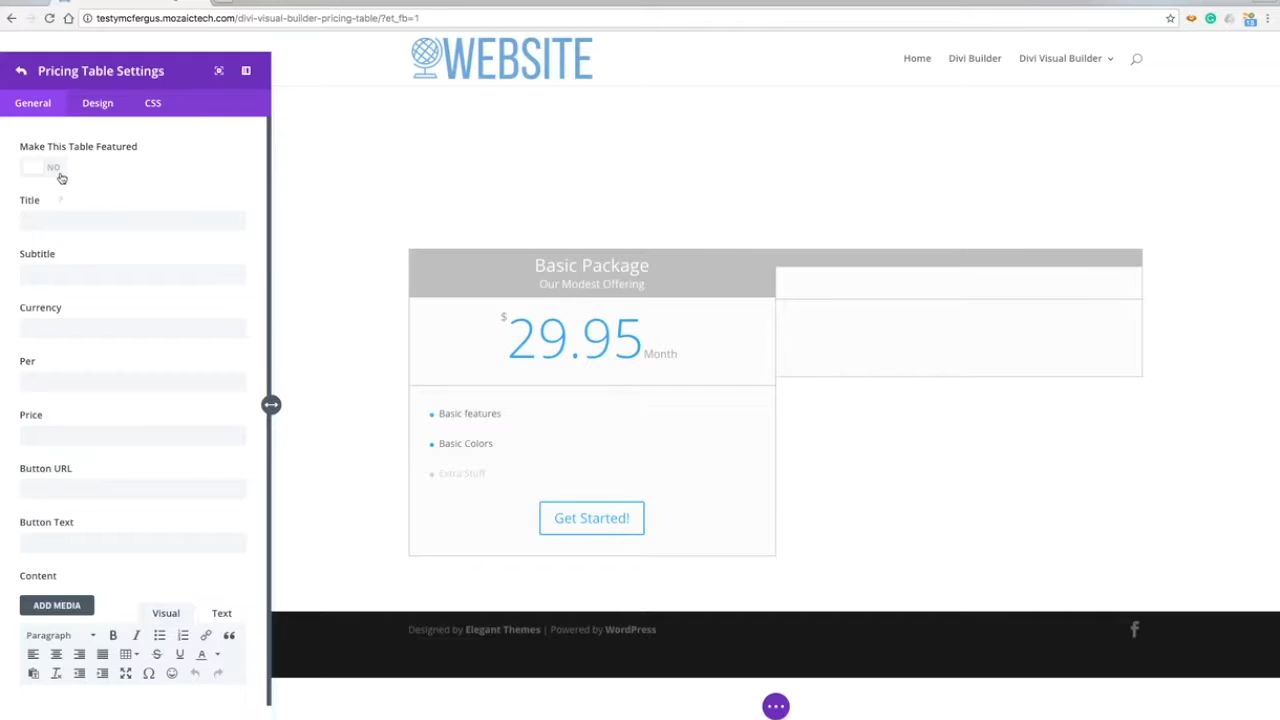 testymcfergus.mozaictech.com/divi-visual-builder-pricing-table/?et_fb=1
WEBSITE
Home
Divi Builder
Divi Visual Builder
Pricing Table Settings
General
Design
CSS
Make This Table Featured
NO
Title
?
Subtitle
Currency
Per
Price
Button URL
Button Text
Content
ADD MEDIA
Visual
Text
Paragraph
Basic Package
Our Modest Offering
$
29.95
Month
Basic features
Basic Colors
Extra Stuff
Get Started!
Designed by Elegant Themes | Powered by WordPress